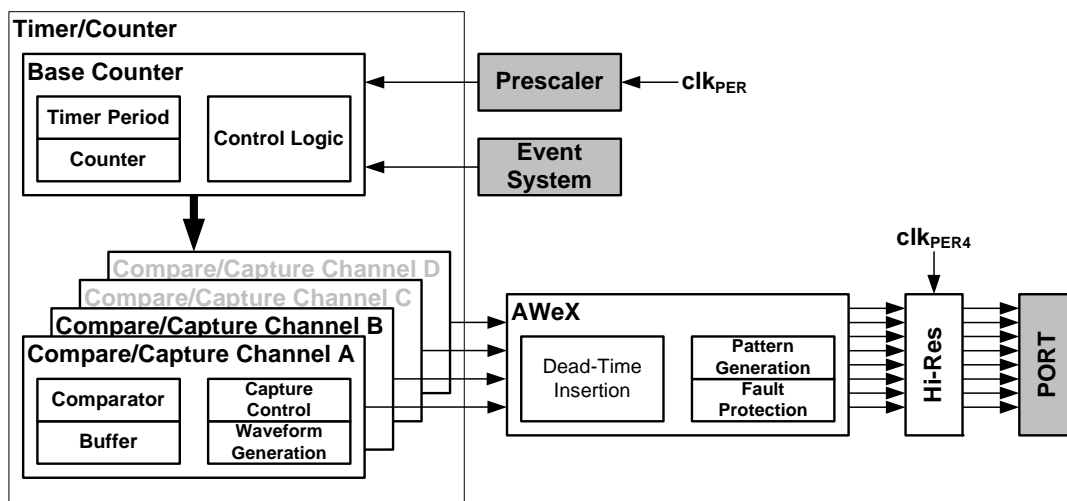 Timer/Counter
Base Counter
Timer Period
Counter
Control Logic
Prescaler
clkPER
Event
System
Compare/Capture Channel D
Compare/Capture Channel C
Compare/Capture Channel B
Compare/Capture Channel A
Comparator
Buffer
Capture
Control
Waveform
Generation
AWeX
Dead-Time
Insertion
Pattern
Generation
Fault
Protection
clkPER4
Hi-Res
PORT